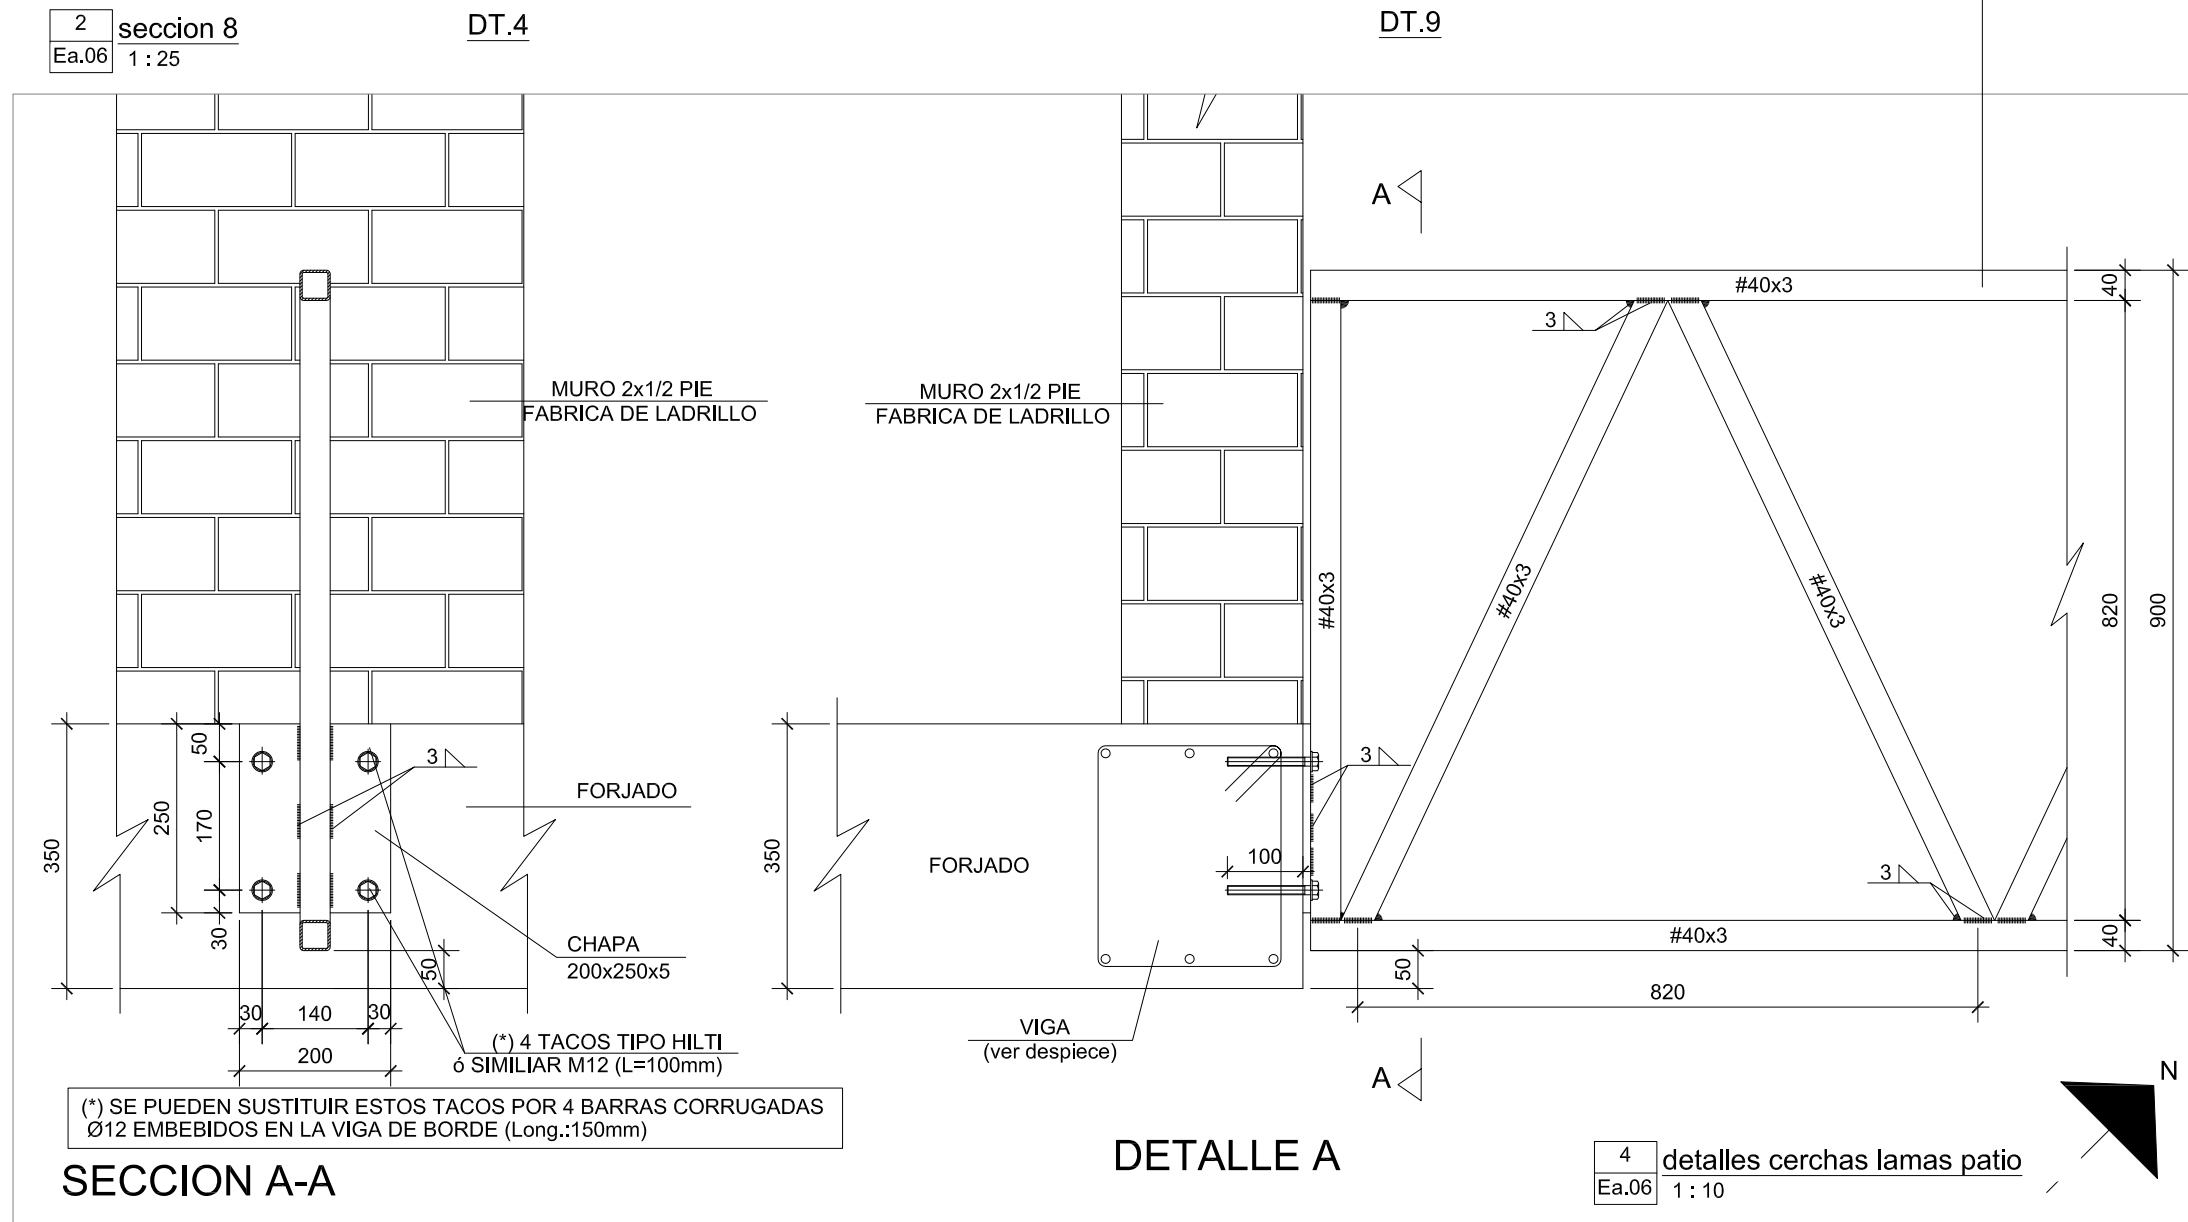 2
Ea.06
seccion 8
1 : 25
DT.4
DT.9
A
#40x3
40
3
MURO 2x1/2 PIE
FABRICA DE LADRILLO
MURO 2x1/2 PIE
FABRICA DE LADRILLO
#40x3
#40x3
#40x3
820
900
50
3
3
FORJADO
250
170
350
350
FORJADO
100
3
30
CHAPA
200x250x5
50
#40x3
40
50
820
30
140
30
200
(*) 4 TACOS TIPO HILTI
ó SIMILIAR M12 (L=100mm)
VIGA
(ver despiece)
A
N
(*) SE PUEDEN SUSTITUIR ESTOS TACOS POR 4 BARRAS CORRUGADAS
Ø12 EMBEBIDOS EN LA VIGA DE BORDE (Long.:150mm)
SECCION A-A
DETALLE A
4
Ea.06
detalles cerchas lamas patio
1 : 10